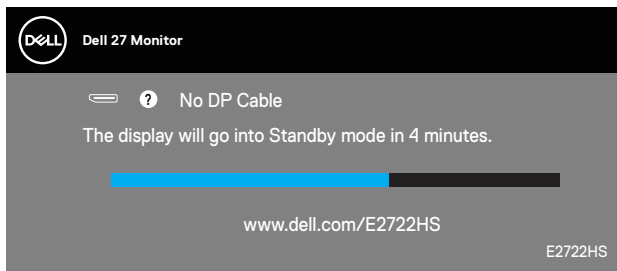 DELL
Dell 27 Monitor
? No DP Cable
The display will go into Standby mode in 4 minutes.
www.dell.com/E2722HS
E2722HS